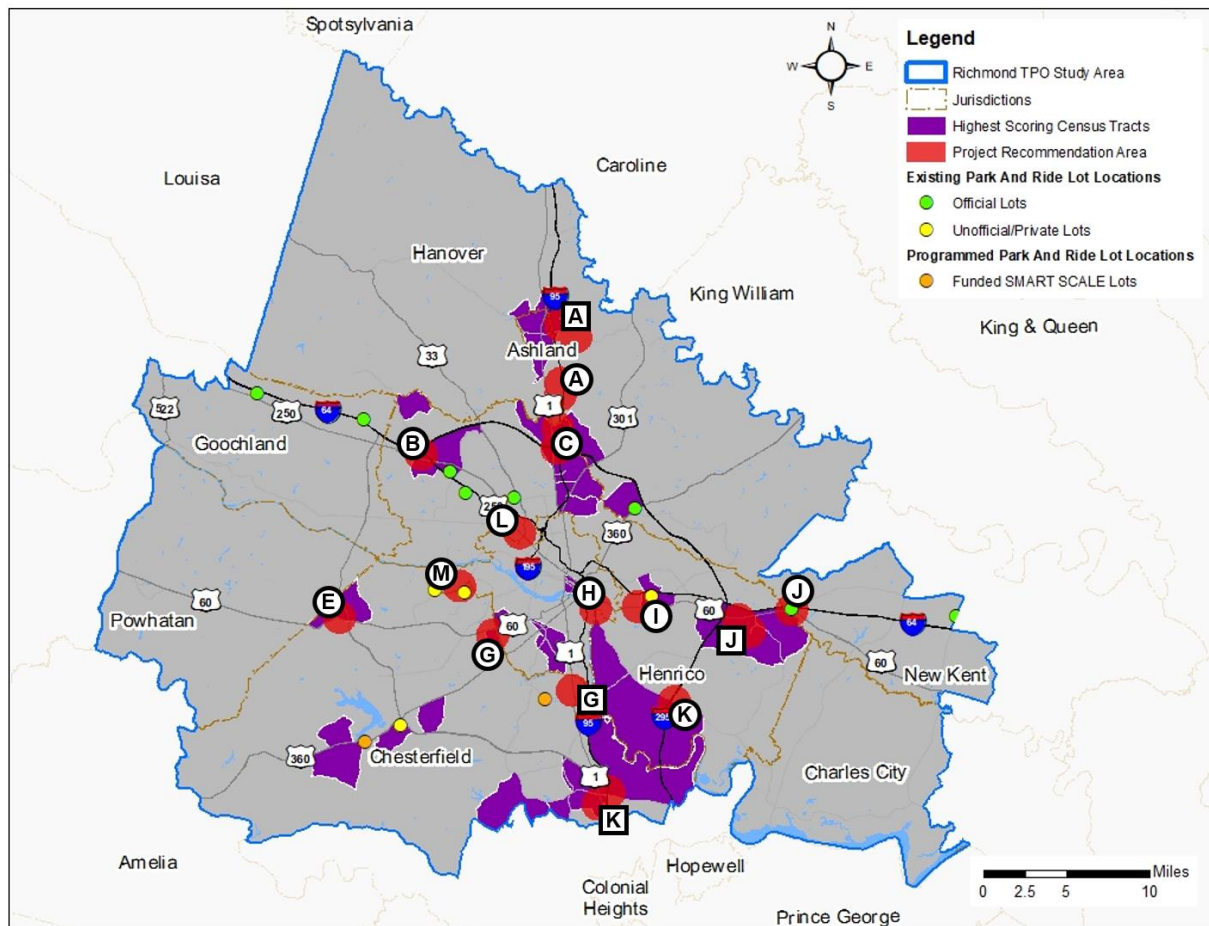 Spotsylvania
N
W
E
S
Legend
Richmond TPO Study Area
Jurisdictions
Highest Scoring Census Tracts
Project Recommendation Area
Existing Park And Ride Lot Locations
Official Lots
Unofficial/Private Lots
Programmed Park And Ride Lot Locations
Funded SMART SCALE Lots
Louisa
Caroline
Hanover
King William
King & Queen
95
A
Ashland
33
A
1
301
522
250
64
Goochland
B
C
250
L
360
195
M
H
I
60
J
E
60
Powhatan
60
G
J
64
60
New Kent
1
Henrico
G
K
95
295
360
Chesterfield
1
Charles City
K
Amelia
Hopewell
Colonial
Heights
Prince George
Miles
0 2.5 5 10